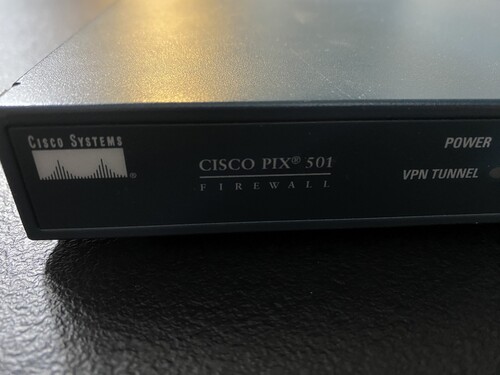 CISCO SYSTEMS
®
CISCO PIX® 501
FIREWALL
POWER
VPN TUNNEL